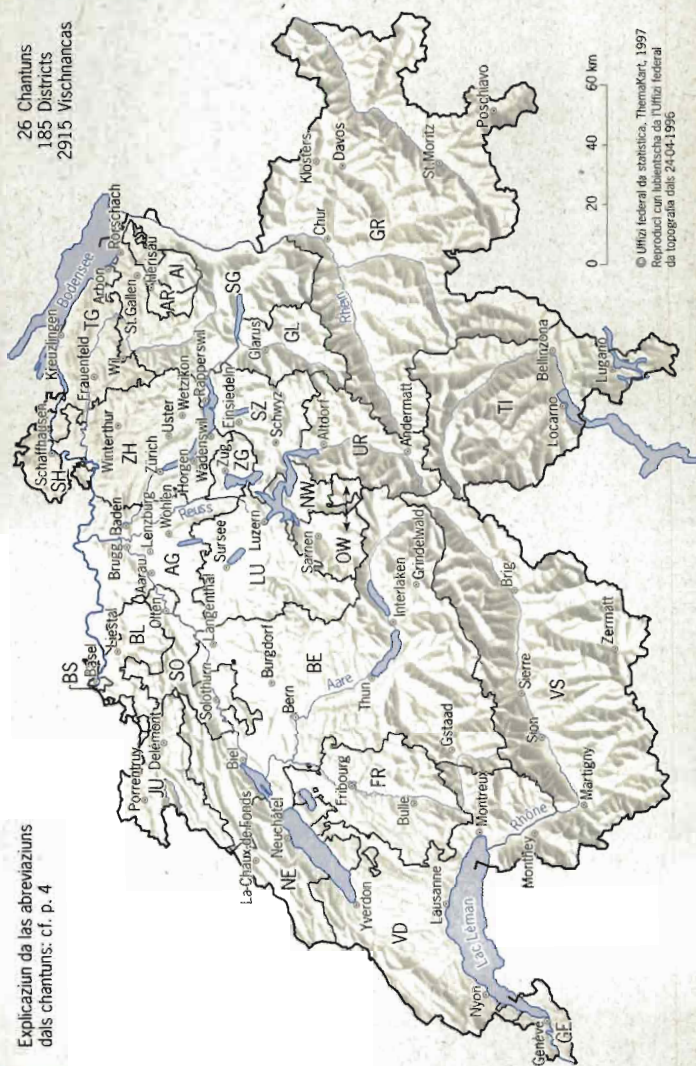 Explicaziun da las abreviaziuns
dals chantuns: cf. p. 4
26 Chantuns
185 Districts
2915 Vischnancas
Schaffhausen
SH
Kreuzlingen
Bodensee
Frauenfeld
TG
Arbon
Rorschach
Winterthur
Wil
St.Gallen
Herisau
AR
AI
ZH
Zürich
Uster
Wetzikon
Rapperswil
SG
Horgen
Wädenswil
BS
Basel
Liestal
BL
Brugg
Baden
Lenzburg
Aarau
Wohlen
Olten
AG
Reuss
Porrentruy
JU
Delémont
SO
Solothurn
Langenthal
Sursee
LU
Luzern
Zug
ZG
Einsiedeln
SZ
Schwyz
Glarus
GL
Biel
La-Chaux-de-Fonds
Neuchâtel
NE
Burgdorf
Bern
BE
Aare
Sarnen
OW
NW
Altdorf
UR
Andermatt
Rhein
Chur
Klosters
Davos
GR
St.Moritz
Poschiavo
Yverdon
VD
Fribourg
FR
Bulle
Thun
Interlaken
Grindelwald
Gstaad
Lausanne
Montreux
Lac Léman
Nyon
Genève
GE
Rhône
Monthey
Martigny
Sion
Sierre
VS
Brig
Zermatt
TI
Locarno
Bellinzona
Lugano
0 20 40 60 km
© Uffizi federal da statistica, ThemaKart, 1997
Reproducì cun lubientscha da l'Uffizi federal
da topografia dals 24-04-1996